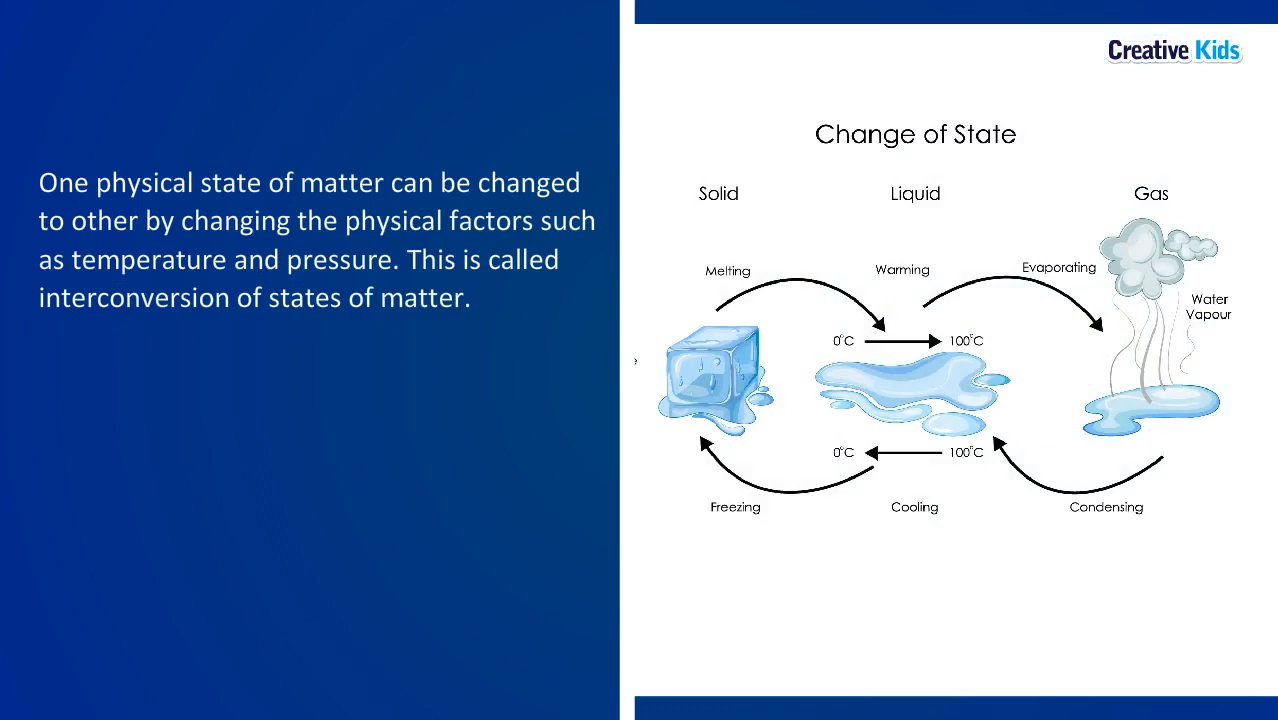 One physical state of matter can be changed
to other by changing the physical factors such
as temperature and pressure. This is called
interconversion of states of matter.
Creative Kids
Change of State
Solid
Liquid
Gas
Melting
Warming
Evaporating
Water
Vapour
0°C
100°C
0°C
100°C
Freezing
Cooling
Condensing